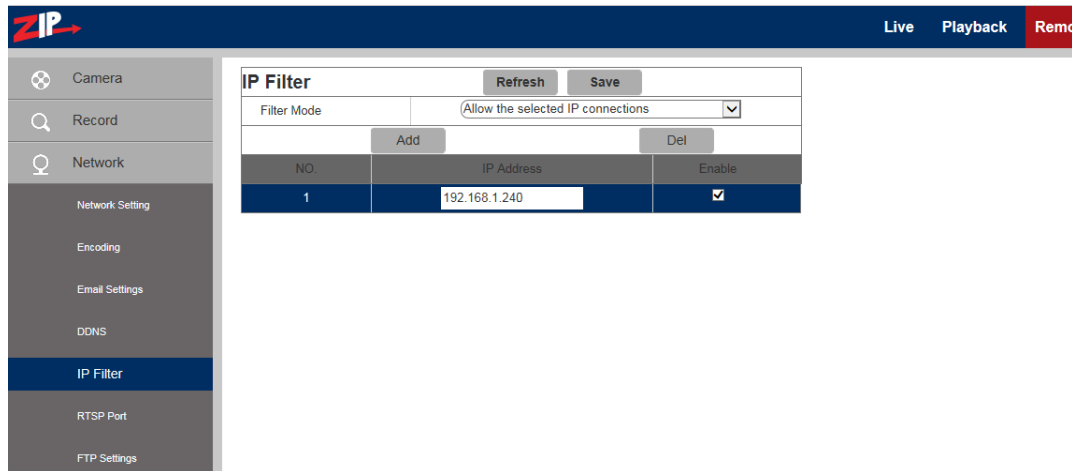 ZIP
Live Playback
Camera
Record
Network
Network Setting
Encoding
Email Settings
DDNS
IP Filter
RTSP Port
FTP Settings
IP Filter Refresh Save
Filter Mode Allow the selected IP connections
Add Del
NO. IP Address Enable
1 192.168.1.240